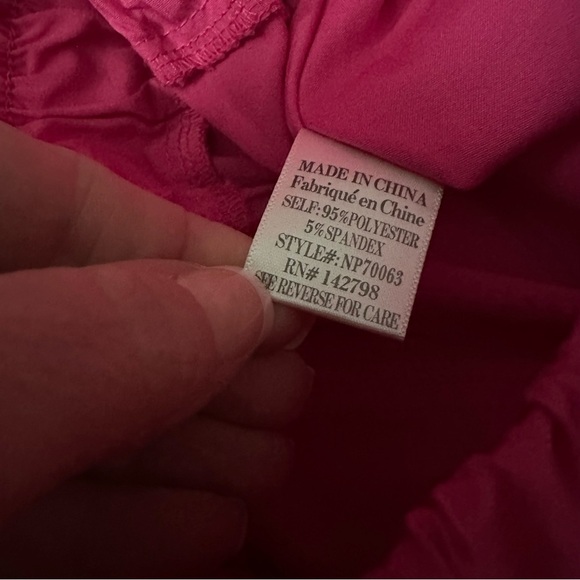 MADE IN CHINA
Fabriqué en Chine
SELF: 95%POLYESTER
5%SPANDEX
STYLE#: NP70063
RN# 142798
SEE REVERSE FOR CARE